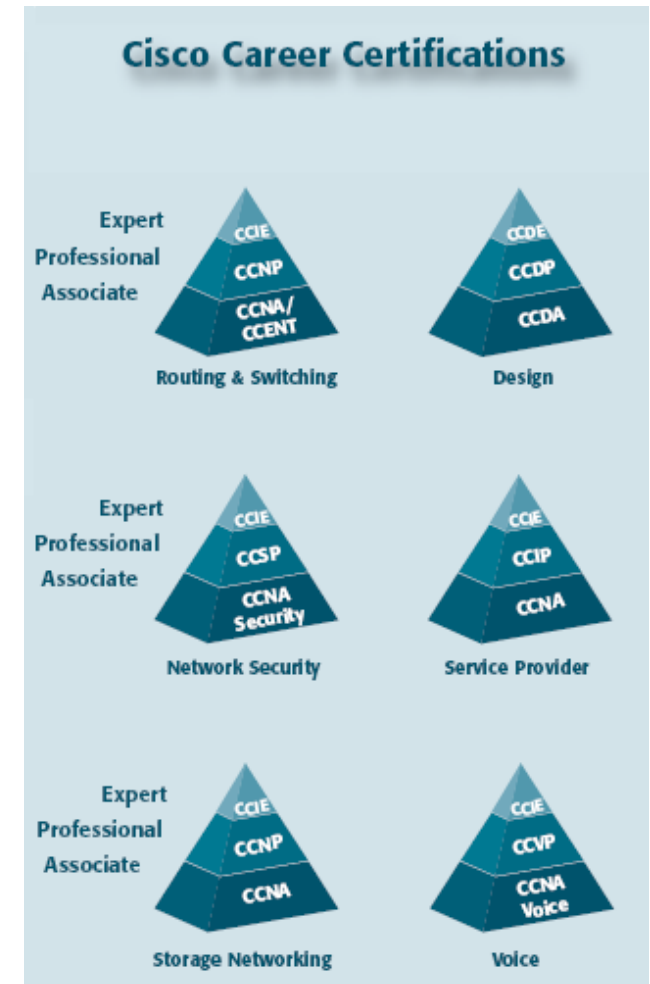 Cisco Career Certifications
Expert
Professional
Associate
CCIE
CCNP
CCNA/
CCENT
Routing & Switching
CCDE
CCDP
CCDA
Design
Expert
Professional
Associate
CCIE
CCSP
CCNA
Security
Network Security
CCIE
CCIP
CCNA
Service Provider
Expert
Professional
Associate
CCIE
CCNP
CCNA
Storage Networking
CCIE
CCVP
CCNA
Voice
Voice